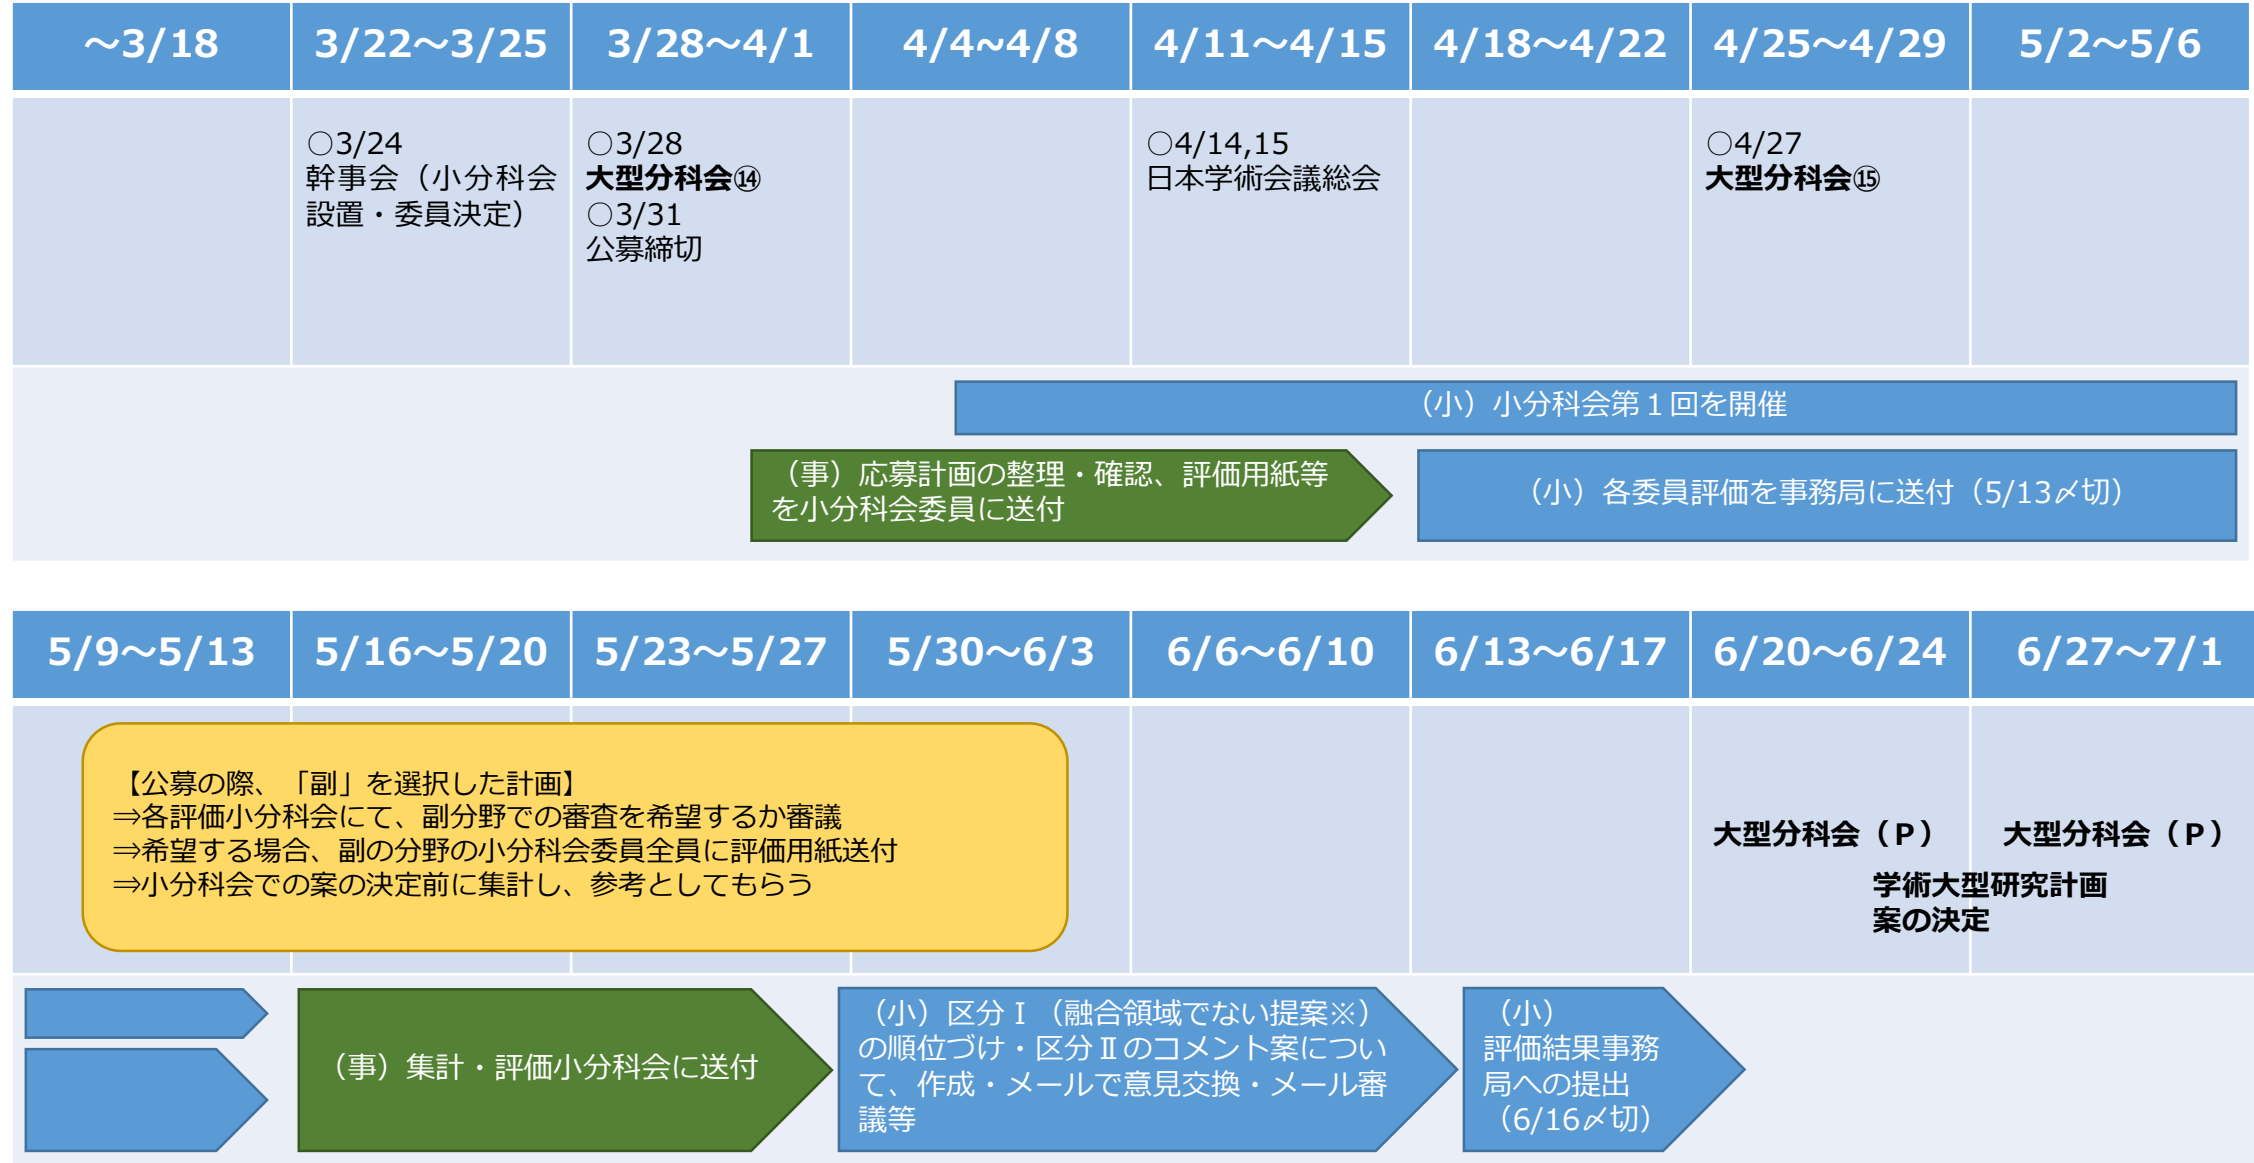 ～3/18
3/22～3/25
3/28～4/1
4/4~4/8
4/11～4/15
4/18～4/22
4/25～4/29
5/2～5/6
○3/24
幹事会（小分科会
設置・委員決定）
○3/28
大型分科会⑭
○3/31
公募締切
○4/14,15
日本学術会議総会
○4/27
大型分科会⑮
（小）小分科会第１回を開催
（事）応募計画の整理・確認、評価用紙等
を小分科会委員に送付
（小）各委員評価を事務局に送付（5/13〆切）
5/9～5/13
5/16～5/20
5/23～5/27
5/30～6/3
6/6～6/10
6/13～6/17
6/20～6/24
6/27～7/1
【公募の際、「副」を選択した計画】
⇒各評価小分科会にて、副分野での審査を希望するか審議
⇒希望する場合、副の分野の小分科会委員全員に評価用紙送付
⇒小分科会での案の決定前に集計し、参考としてもらう
大型分科会（Ｐ）
大型分科会（Ｐ）
学術大型研究計画
案の決定
（事）集計・評価小分科会に送付
（小）区分Ⅰ（融合領域でない提案※）
の順位づけ・区分Ⅱのコメント案につい
て、作成・メールで意見交換・メール審
議等
（小）
評価結果事務
局への提出
（6/16〆切）